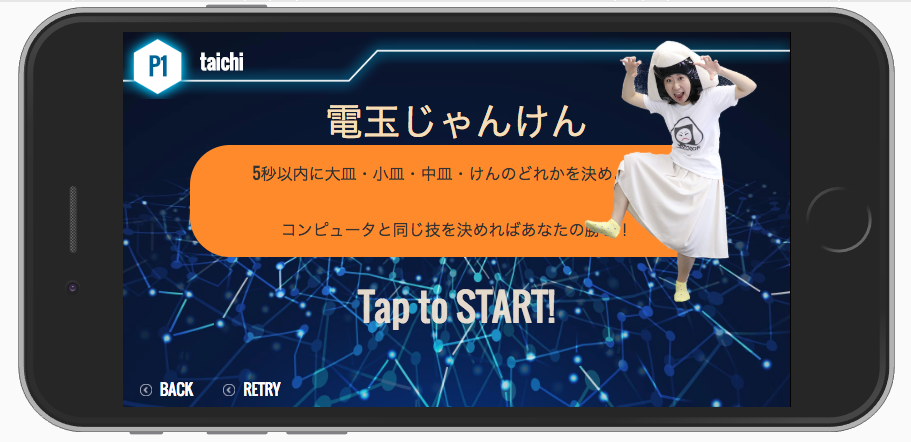 P1
taichi
電玉じゃんけん
5秒以内に大皿・小皿・中皿・けんのどれかを決め
コンピュータと同じ技を決めればあなたの勝 !
Tap to START!
BACK
RETRY